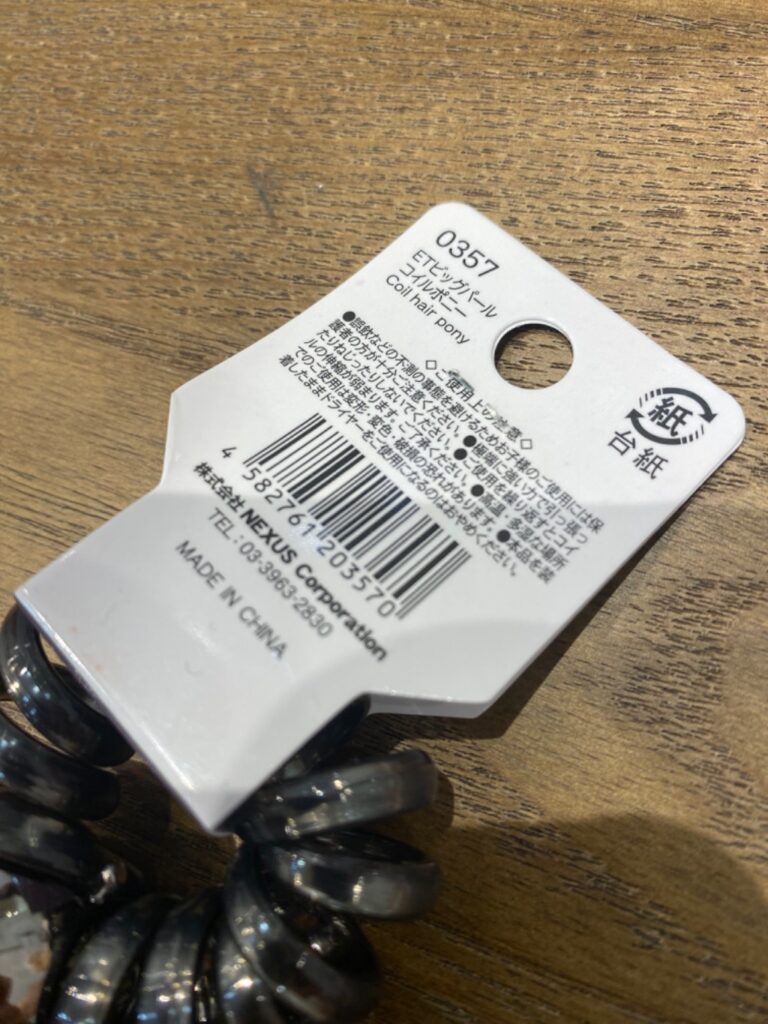 0357
ETビッグパール
コイルポニー
Coil hair pony
紙
台紙
◇ご使用上の注意◇
●誤飲などの不測の事態を避けるためお子様のご使用には保
護者の方が十分ご注意ください。●極端に強い力で引っ張っ
たりねじったりしないでください。●ご使用を繰り返すとコイ
ルの伸縮が弱まります。ご了承ください。●高温・多湿な場所
でのご使用は変形・変色・破損の恐れがあります。●本品を装
着したままドライヤーをご使用になるのはおやめください。
4 582761 203570
株式会社 NEXUS Corporation
TEL : 03-3963-2830
MADE IN CHINA